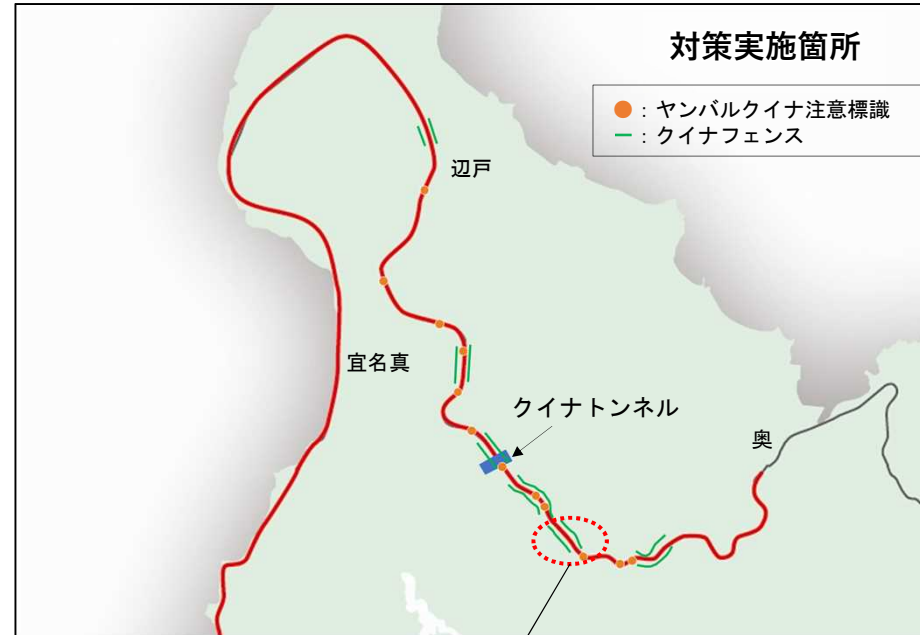 対策実施箇所
：ヤンバルクイナ注意標識
：クイナフェンス
辺戸
宜名真
クイナトンネル
奥